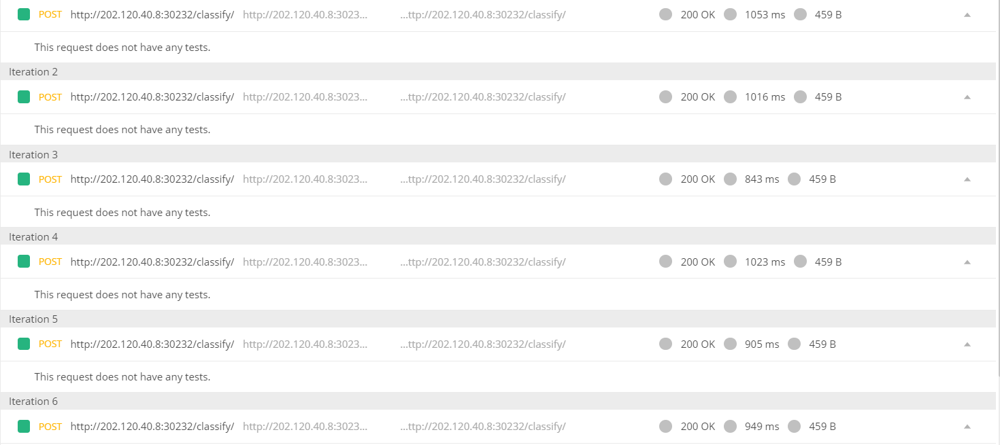 POST http://202.120.40.8:30232/classify/ http://202.120.40.8:3023... ...ttp://202.120.40.8:30232/classify/ 200 OK 1053 ms 459 B
This request does not have any tests.
Iteration 2
POST http://202.120.40.8:30232/classify/ http://202.120.40.8:3023... ...ttp://202.120.40.8:30232/classify/ 200 OK 1016 ms 459 B
This request does not have any tests.
Iteration 3
POST http://202.120.40.8:30232/classify/ http://202.120.40.8:3023... ...ttp://202.120.40.8:30232/classify/ 200 OK 843 ms 459 B
This request does not have any tests.
Iteration 4
POST http://202.120.40.8:30232/classify/ http://202.120.40.8:3023... ...ttp://202.120.40.8:30232/classify/ 200 OK 1023 ms 459 B
This request does not have any tests.
Iteration 5
POST http://202.120.40.8:30232/classify/ http://202.120.40.8:3023... ...ttp://202.120.40.8:30232/classify/ 200 OK 905 ms 459 B
This request does not have any tests.
Iteration 6
POST http://202.120.40.8:30232/classify/ http://202.120.40.8:3023... ...ttp://202.120.40.8:30232/classify/ 200 OK 949 ms 459 B